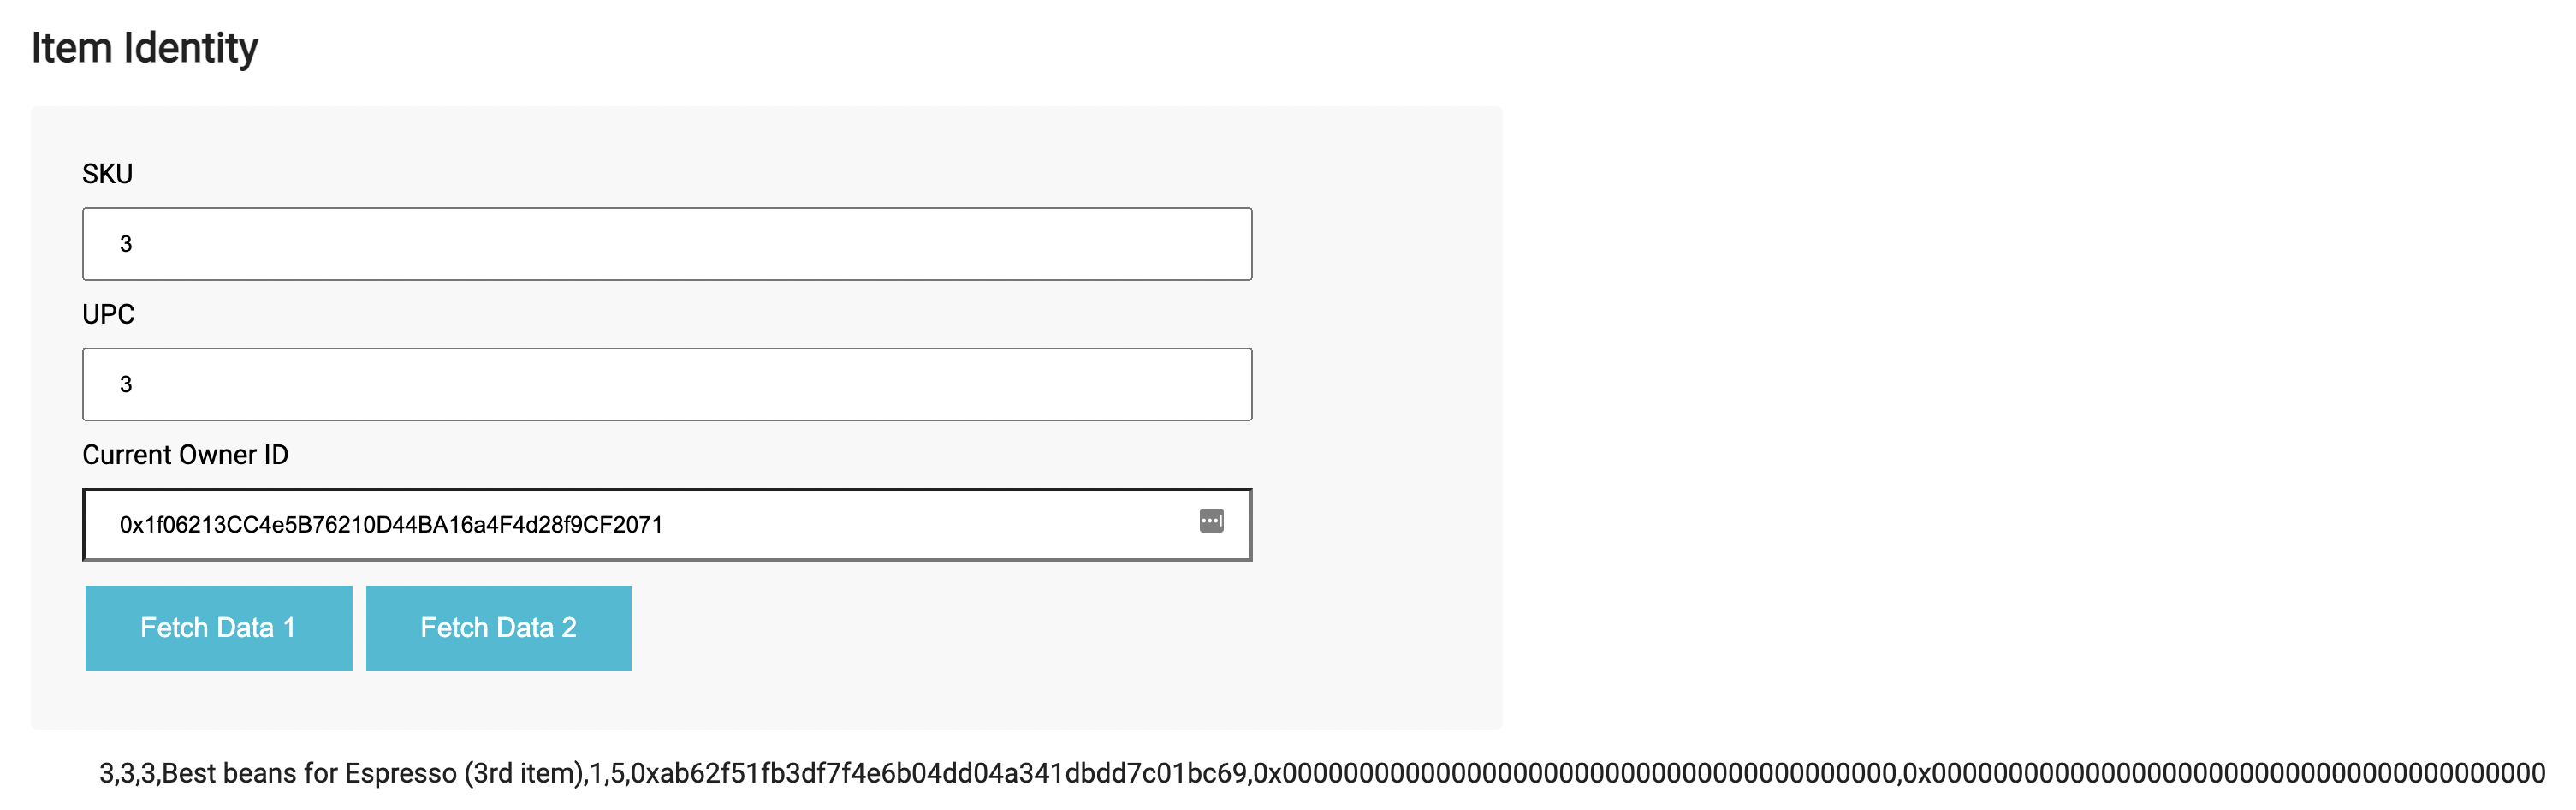 Item Identity
SKU
3
UPC
3
Current Owner ID
0x1f06213CC4e5B76210D44BA16a4F4d28f9CF2071
Fetch Data 1 Fetch Data 2
3,3,3,Best beans for Espresso (3rd item),1,5,0xab62f51fb3df7f4e6b04dd04a341dbdd7c01bc69,0x0000000000000000000000000000000000000000,0x0000000000000000000000000000000000000000